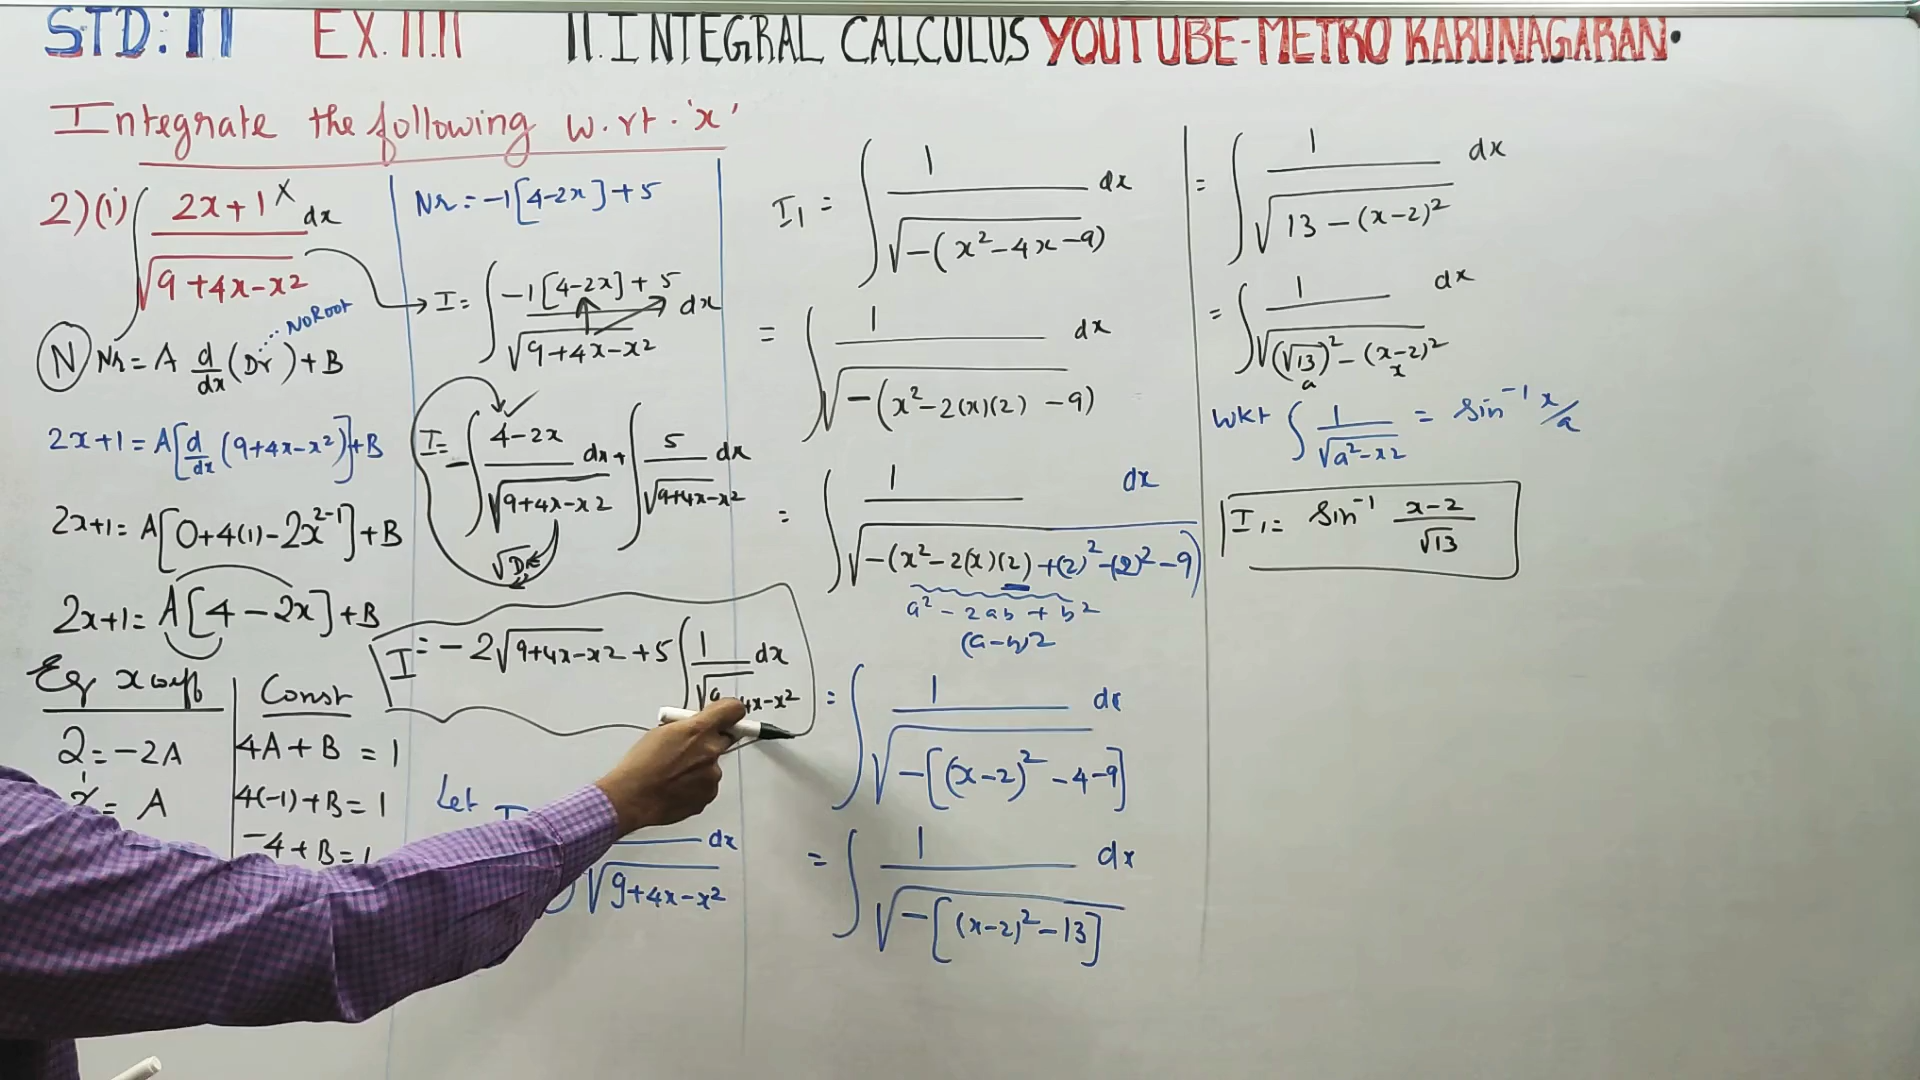 STD: 11 EX. 11.11 11. INTEGRAL CALCULUS YOUTUBE-METRO KARUNAGARAN.
Integrate the following w.r.t. 'x'
2)(i) ∫ 2x+1 / √(9+4x-x²) dx
No Root
N Nr = A d/dx (Dr) + B
2x+1 = A[d/dx (9+4x-x²)] + B
2x+1 = A[0+4(1)-2x²⁻¹] + B
2x+1 = A[4-2x] + B
Eq x coeff
2 = -2A
= A
Const
4A + B = 1
4(-1) + B = 1
-4 + B = 1
Nr = -1[4-2x] + 5
I = ∫ -1[4-2x] + 5 / √(9+4x-x²) dx
I = -∫ 4-2x / √(9+4x-x²) dx + ∫ 5 / √(9+4x-x²) dx
√Dr
I = -2√(9+4x-x²) + 5 ∫ 1 / √(9 4x-x²) dx
Let I
√(9+4x-x²) dx
I₁ = ∫ 1 / √(-(x²-4x-9)) dx
= ∫ 1 / √(-(x²-2(x)(2) -9)) dx
= ∫ 1 / √(-(x²-2(x)(2)+(2)²-(2)²-9)) dx
a² - 2ab + b²
(a-b)2
= ∫ 1 / √(-[(x-2)²-4-9]) dx
= ∫ 1 / √(-[(x-2)²-13]) dx
= ∫ 1 / √(13-(x-2)²) dx
= ∫ 1 / √((√13)²-(x-2)²) dx
a x
WKT ∫ 1 / √(a²-x²) = Sin⁻¹ x/a
I₁ = Sin⁻¹ x-2 / √13